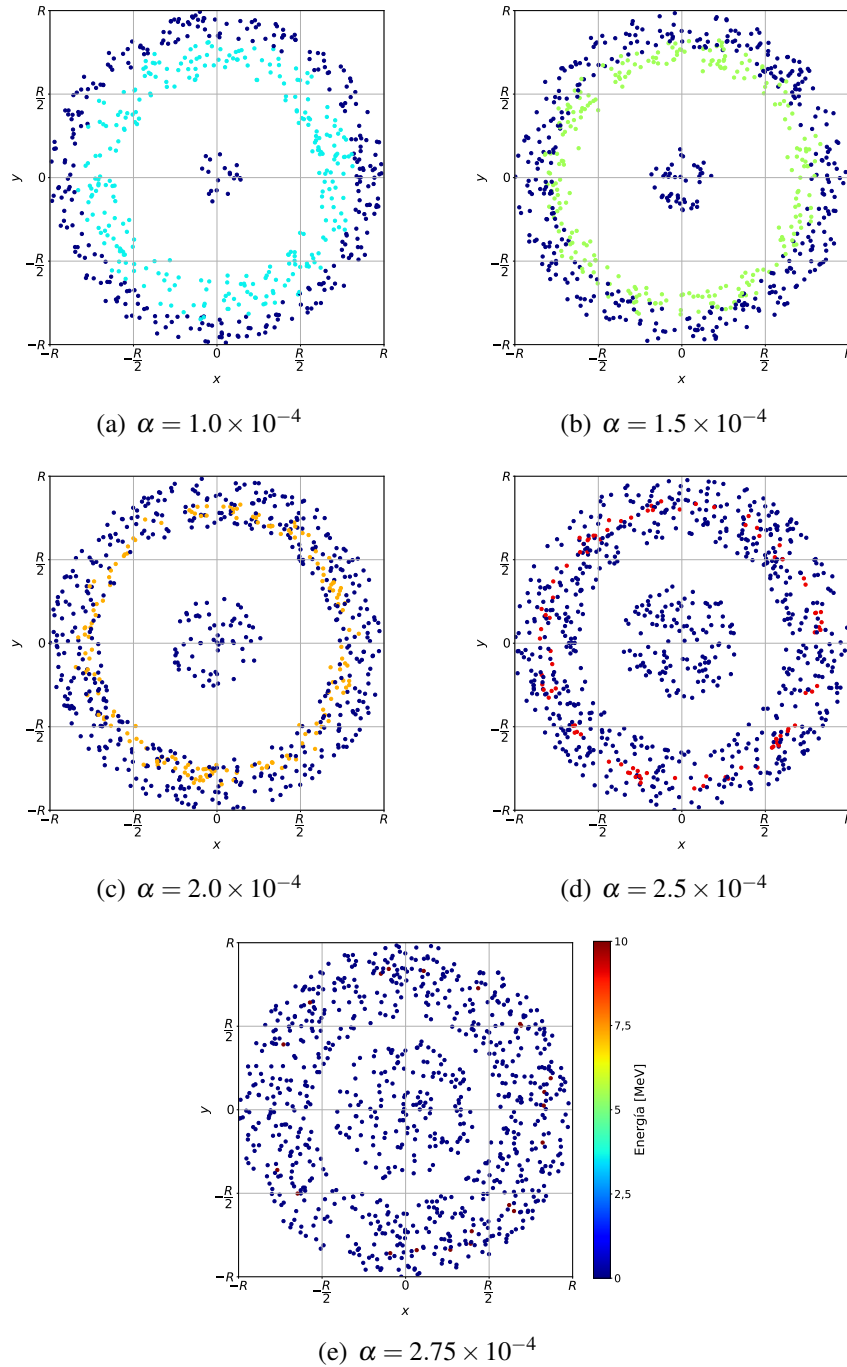 R
R/2
y
0
−R/2
−R
−R
−R/2
0
R/2
R
x
(a) α = 1.0 × 10⁻⁴
R
R/2
y
0
−R/2
−R
−R
−R/2
0
R/2
x
(b) α = 1.5 × 10⁻⁴
R
R/2
y
0
−R/2
−R
−R
−R/2
0
R/2
R
x
(c) α = 2.0 × 10⁻⁴
R
R/2
y
0
−R/2
−R
−R
−R/2
0
R/2
x
(d) α = 2.5 × 10⁻⁴
R
R/2
y
0
−R/2
−R
−R
−R/2
0
R/2
R
x
10
7.5
5
2.5
0
Energía [MeV]
(e) α = 2.75 × 10⁻⁴